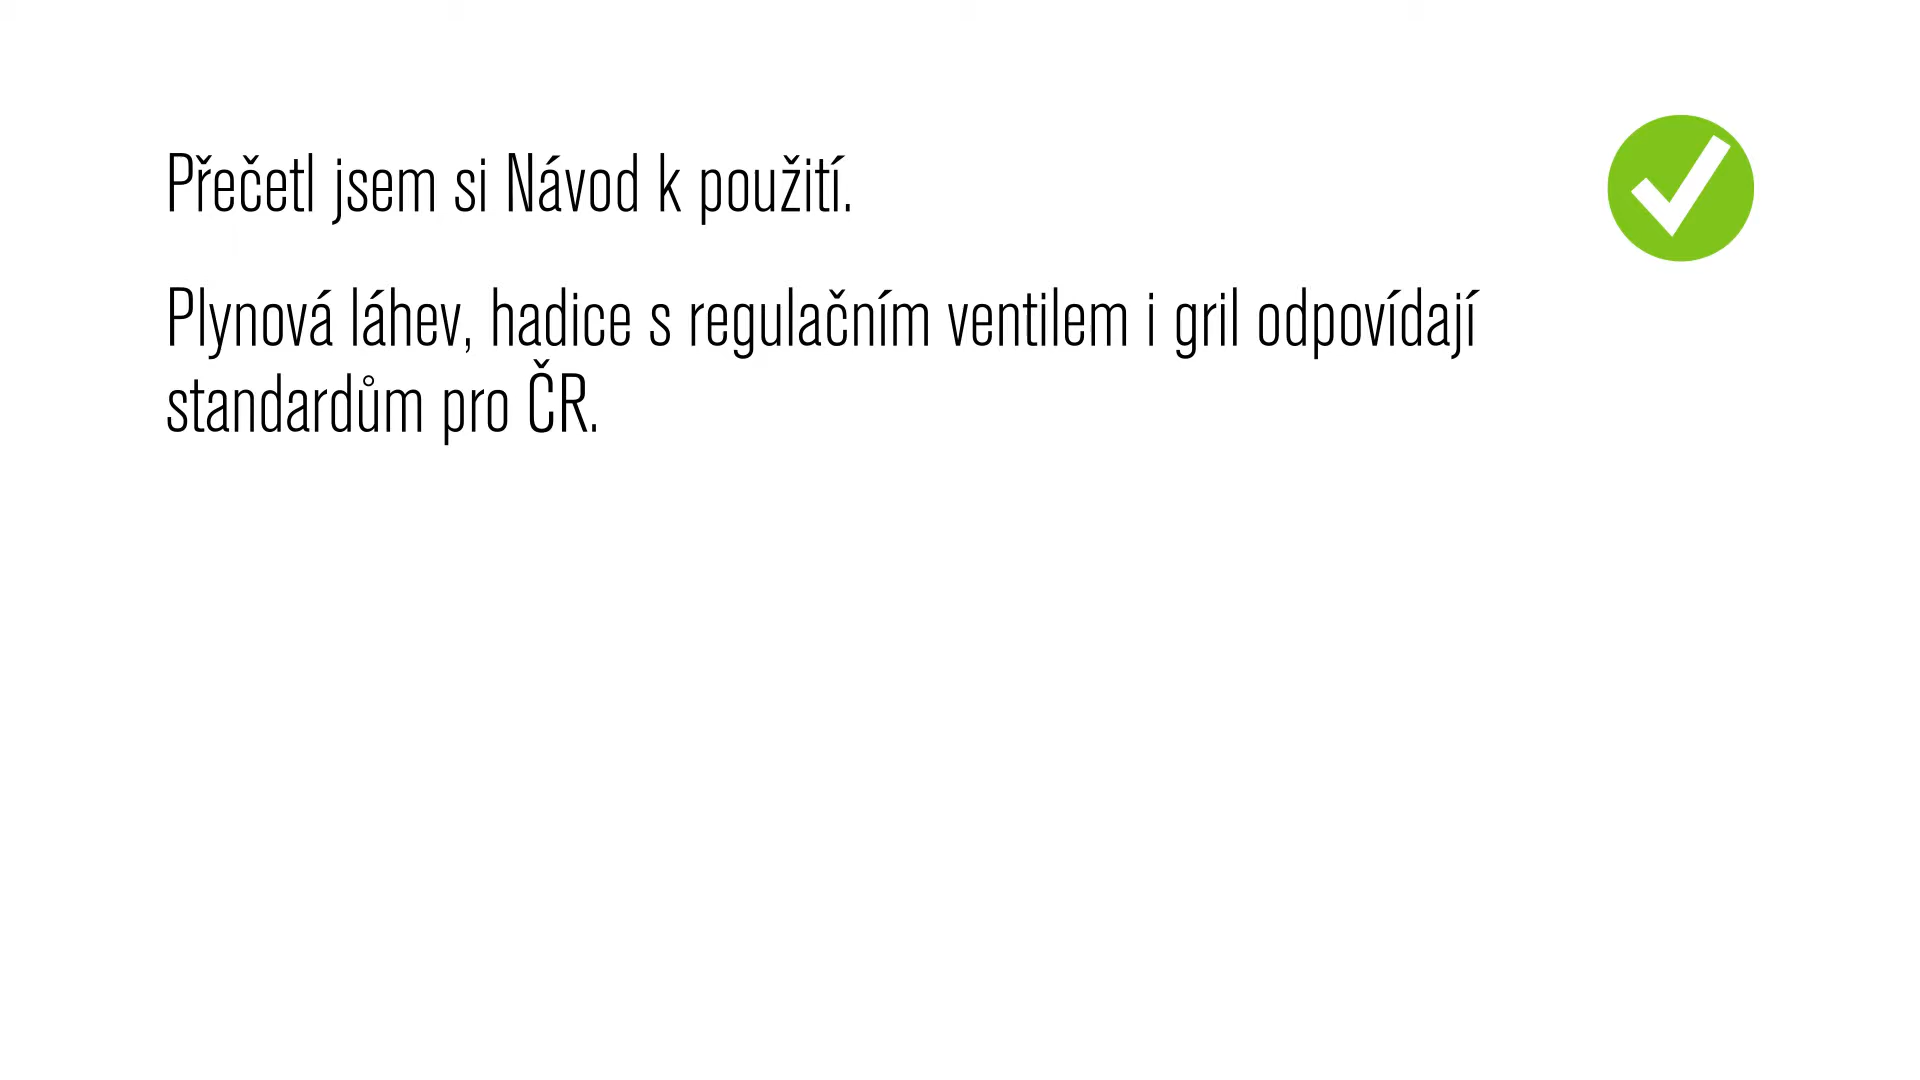 Přečetl jsem si Návod k použití.
Plynová láhev, hadice s regulačním ventilem i gril odpovídají
standardům pro ČR.